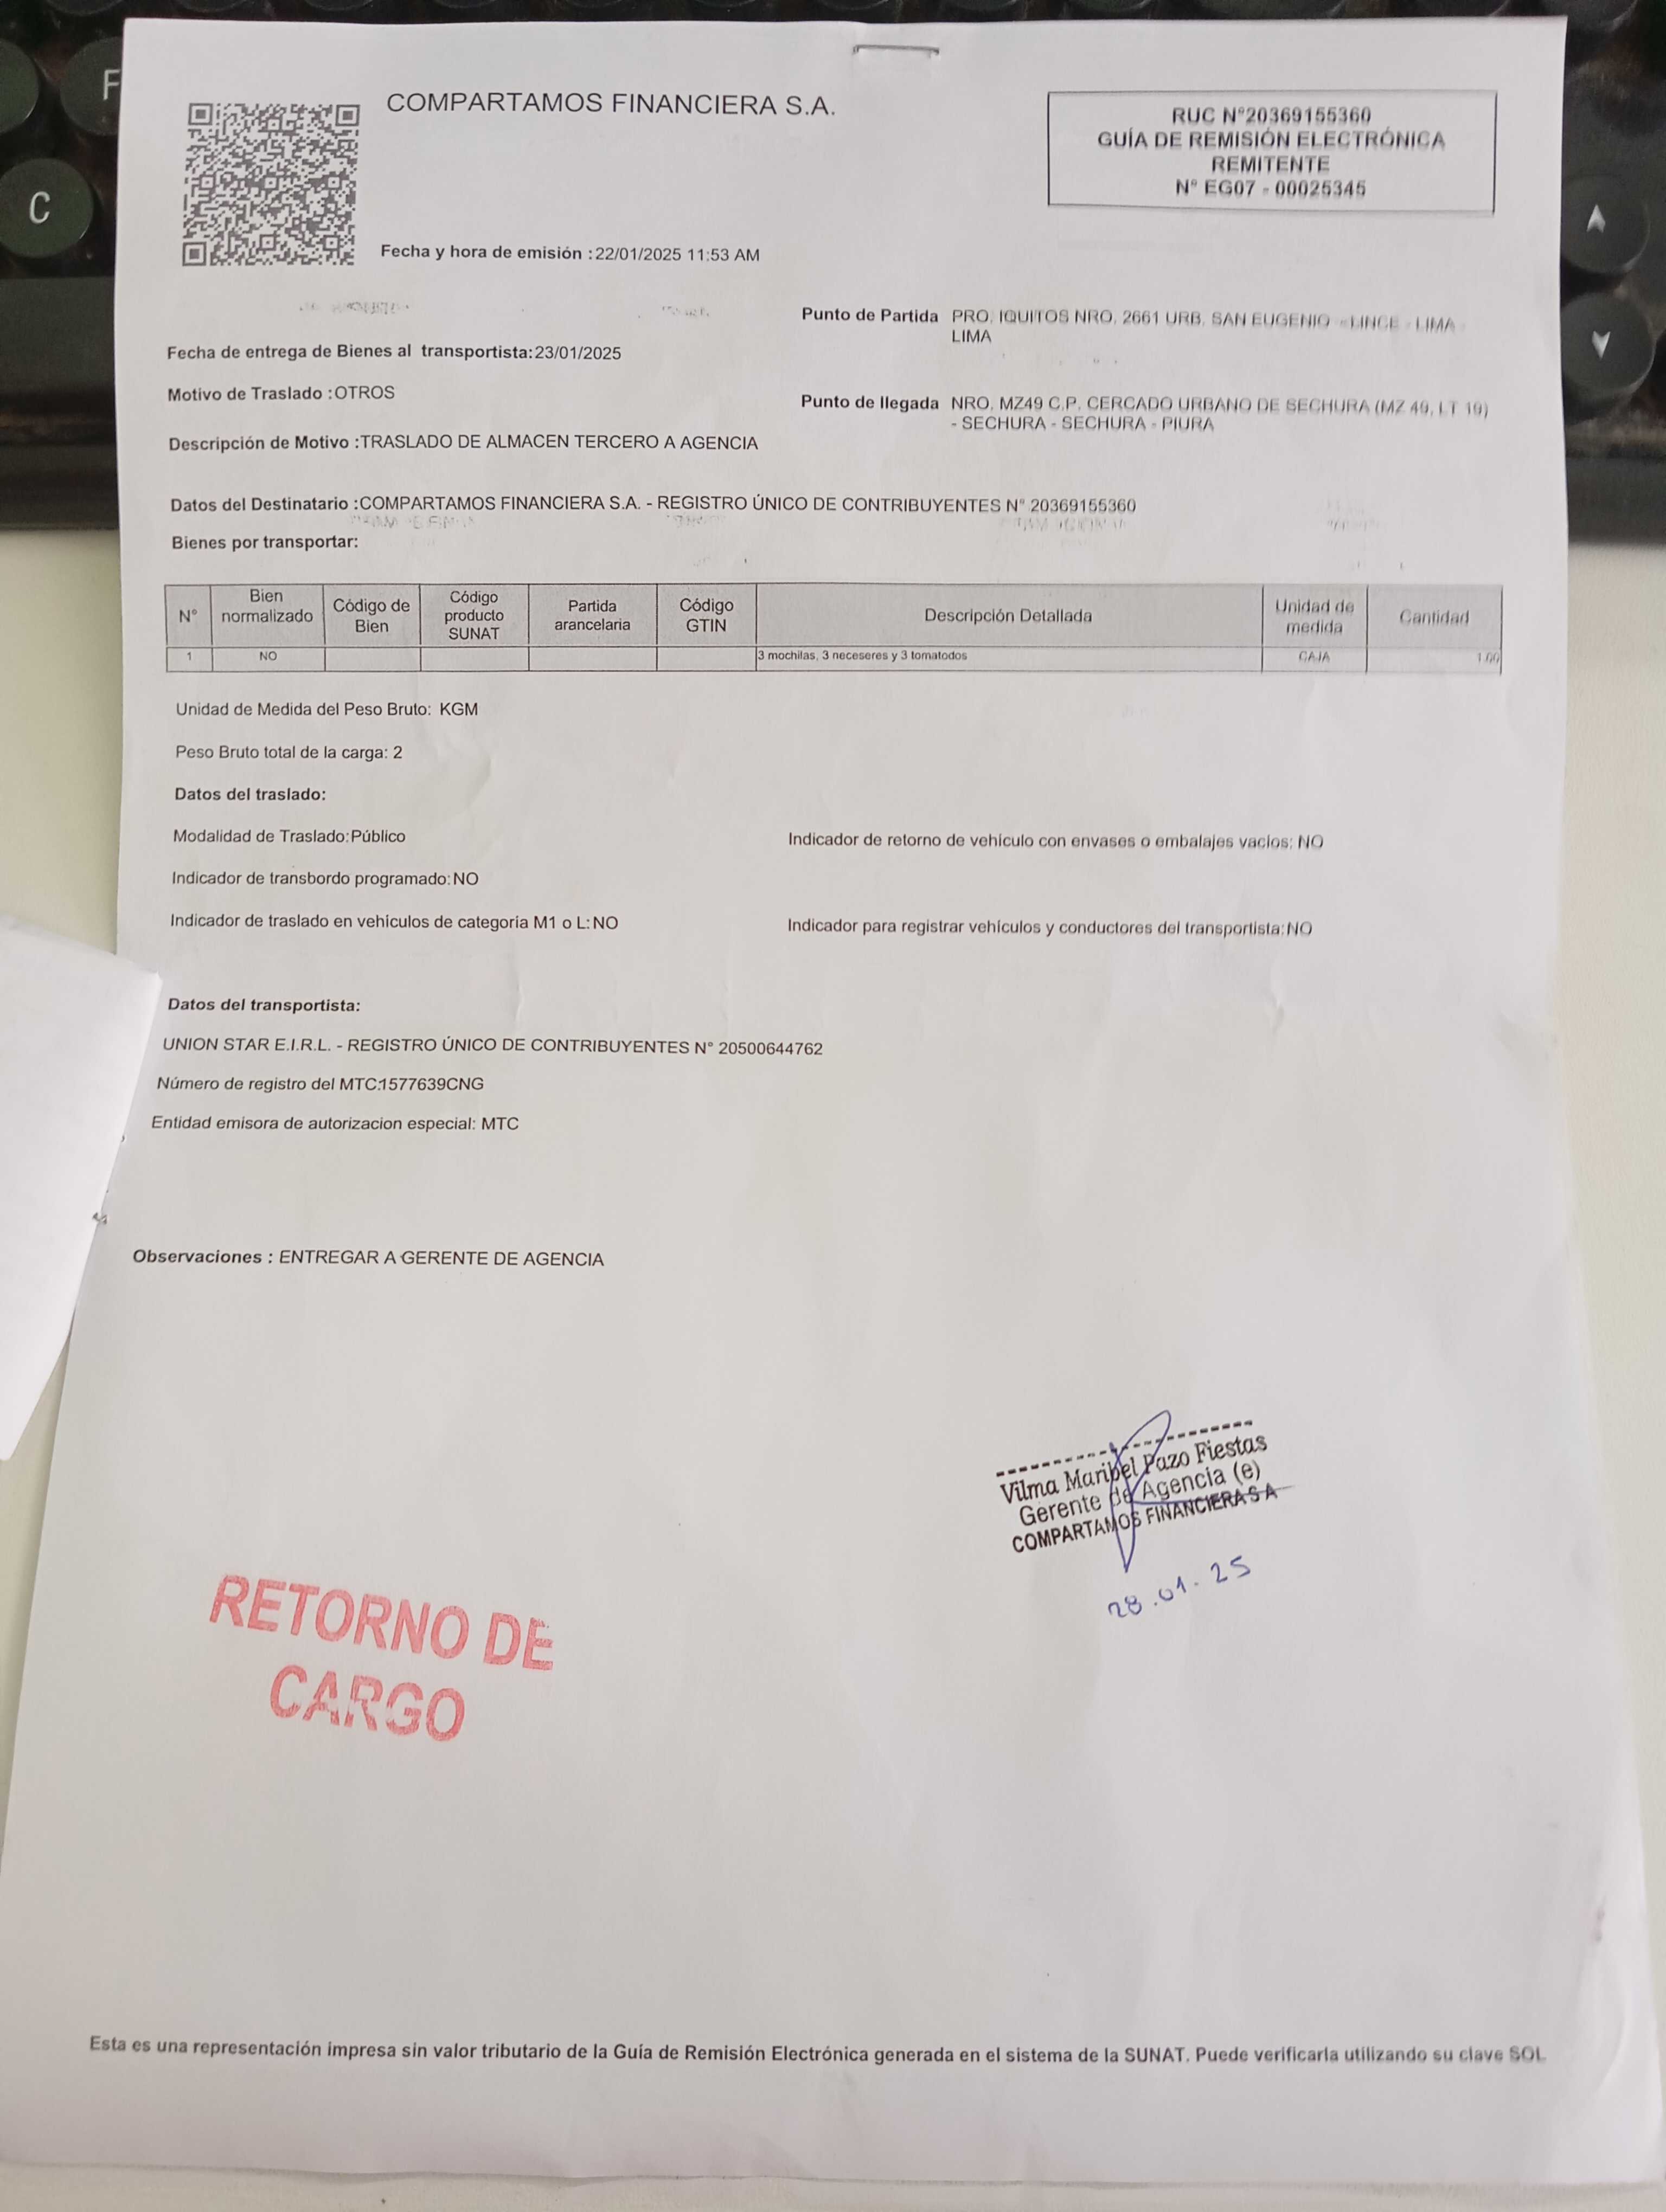 COMPARTAMOS FINANCIERA S.A.
RUC N°20369155360
GUÍA DE REMISIÓN ELECTRÓNICA
REMITENTE
N° EG07 - 00025345
Fecha y hora de emisión :22/01/2025 11:53 AM
Punto de Partida PRO. IQUITOS NRO. 2661 URB. SAN EUGENIO - LINCE - LIMA
LIMA
Fecha de entrega de Bienes al transportista:23/01/2025
Motivo de Traslado :OTROS
Punto de llegada NRO. MZ49 C.P. CERCADO URBANO DE SECHURA (MZ 49, LT 19)
- SECHURA - SECHURA - PIURA
Descripción de Motivo :TRASLADO DE ALMACEN TERCERO A AGENCIA
Datos del Destinatario :COMPARTAMOS FINANCIERA S.A. - REGISTRO ÚNICO DE CONTRIBUYENTES N° 20369155360
Bienes por transportar:
N° Bien normalizado Código de Bien Código producto SUNAT Partida arancelaria Código GTIN Descripción Detallada Unidad de medida Cantidad
1 NO 3 mochilas, 3 neceseres y 3 tomatodos CAJA 1.00
Unidad de Medida del Peso Bruto: KGM
Peso Bruto total de la carga: 2
Datos del traslado:
Modalidad de Traslado:Público
Indicador de retorno de vehículo con envases o embalajes vacíos: NO
Indicador de transbordo programado:NO
Indicador de traslado en vehículos de categoría M1 o L:NO
Indicador para registrar vehículos y conductores del transportista:NO
Datos del transportista:
UNION STAR E.I.R.L. - REGISTRO ÚNICO DE CONTRIBUYENTES N° 20500644762
Número de registro del MTC:1577639CNG
Entidad emisora de autorizacion especial: MTC
Observaciones : ENTREGAR A GERENTE DE AGENCIA
Vilma Maribel Pazo Fiestas
Gerente de Agencia (e)
COMPARTAMOS FINANCIERA S A
28.01.25
RETORNO DE
CARGO
Esta es una representación impresa sin valor tributario de la Guía de Remisión Electrónica generada en el sistema de la SUNAT. Puede verificarla utilizando su clave SOL
F
C